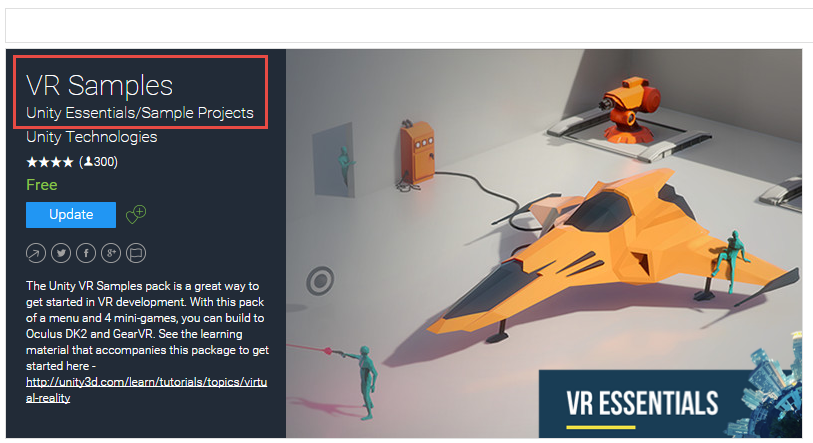 VR Samples
Unity Essentials/Sample Projects
Unity Technologies
★★★★ (300)
Free
Update
The Unity VR Samples pack is a great way to
get started in VR development. With this pack
of a menu and 4 mini-games, you can build to
Oculus DK2 and GearVR. See the learning
material that accompanies this package to get
started here -
http://unity3d.com/learn/tutorials/topics/virtu
al-reality
VR ESSENTIALS